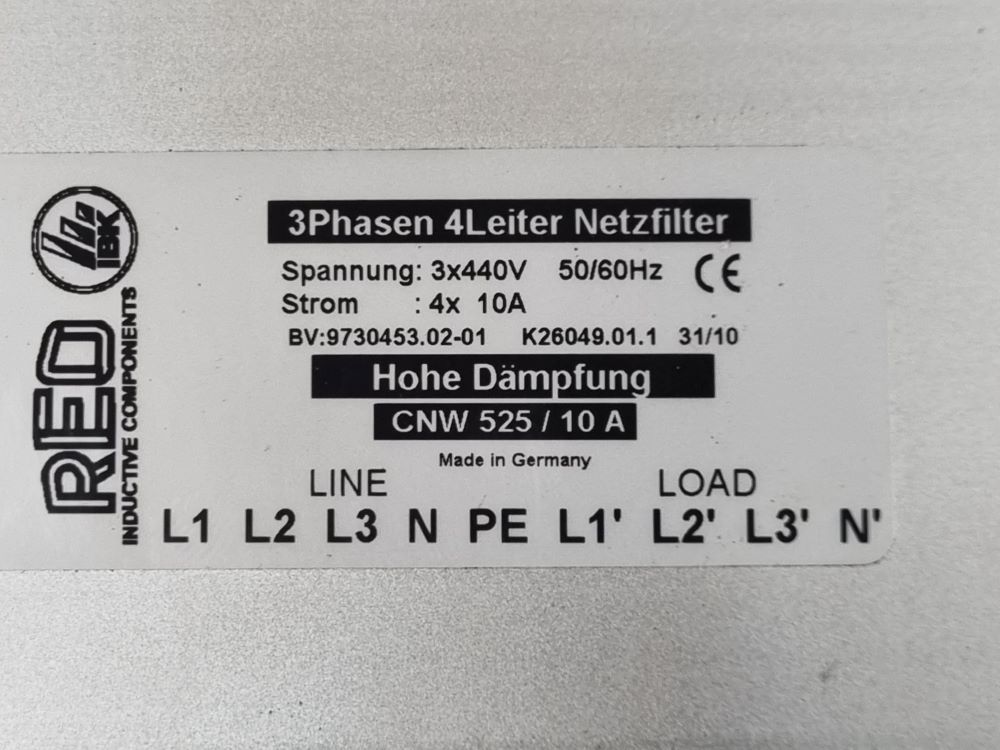 IBK
REO
INDUCTIVE COMPONENTS
3Phasen 4Leiter Netzfilter
Spannung: 3x440V 50/60Hz CE
Strom : 4x 10A
BV:9730453.02-01 K26049.01.1 31/10
Hohe Dämpfung
CNW 525 / 10 A
Made in Germany
LINE LOAD
L1 L2 L3 N PE L1' L2' L3' N'